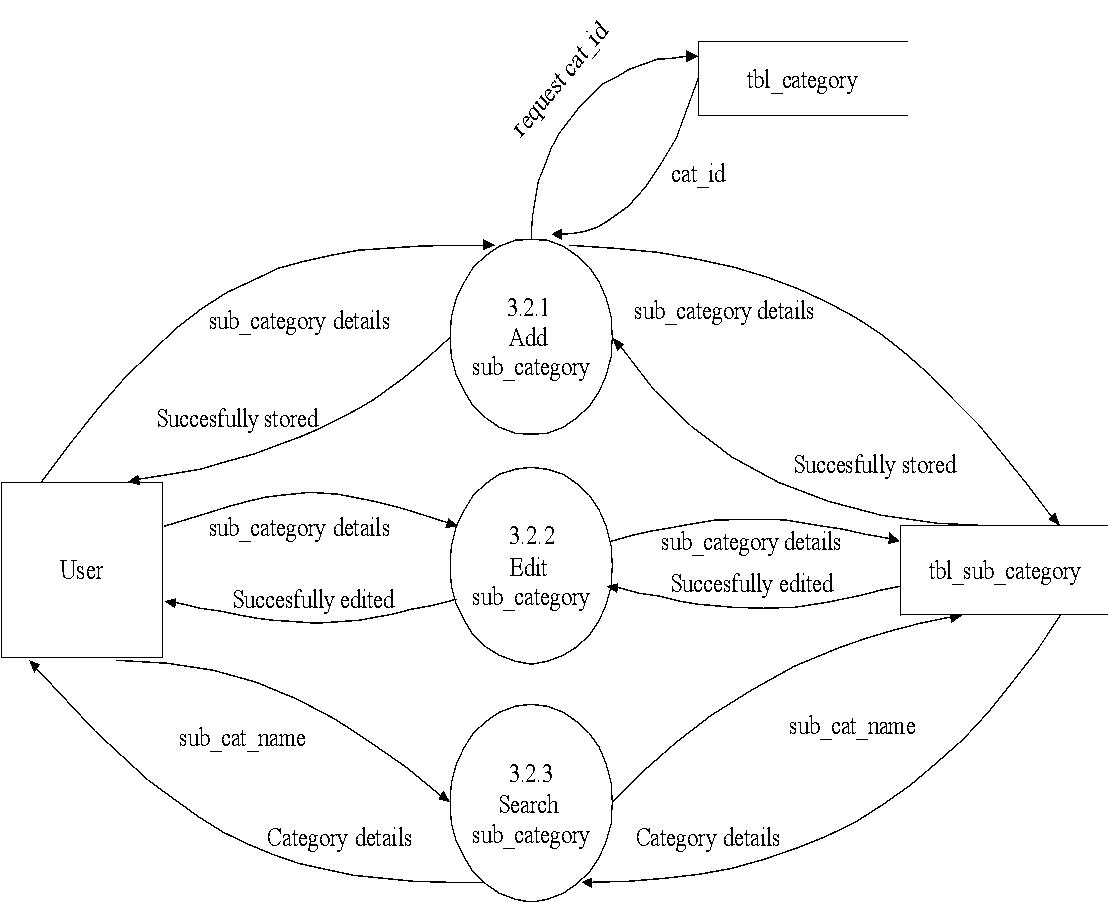 request cat_id
tbl_category
cat_id
3.2.1
Add
sub_category
sub_category details
sub_category details
Succesfully stored
Succesfully stored
User
sub_category details
Succesfully edited
3.2.2
Edit
sub_category
sub_category details
Succesfully edited
tbl_sub_category
sub_cat_name
sub_cat_name
3.2.3
Search
sub_category
Category details
Category details